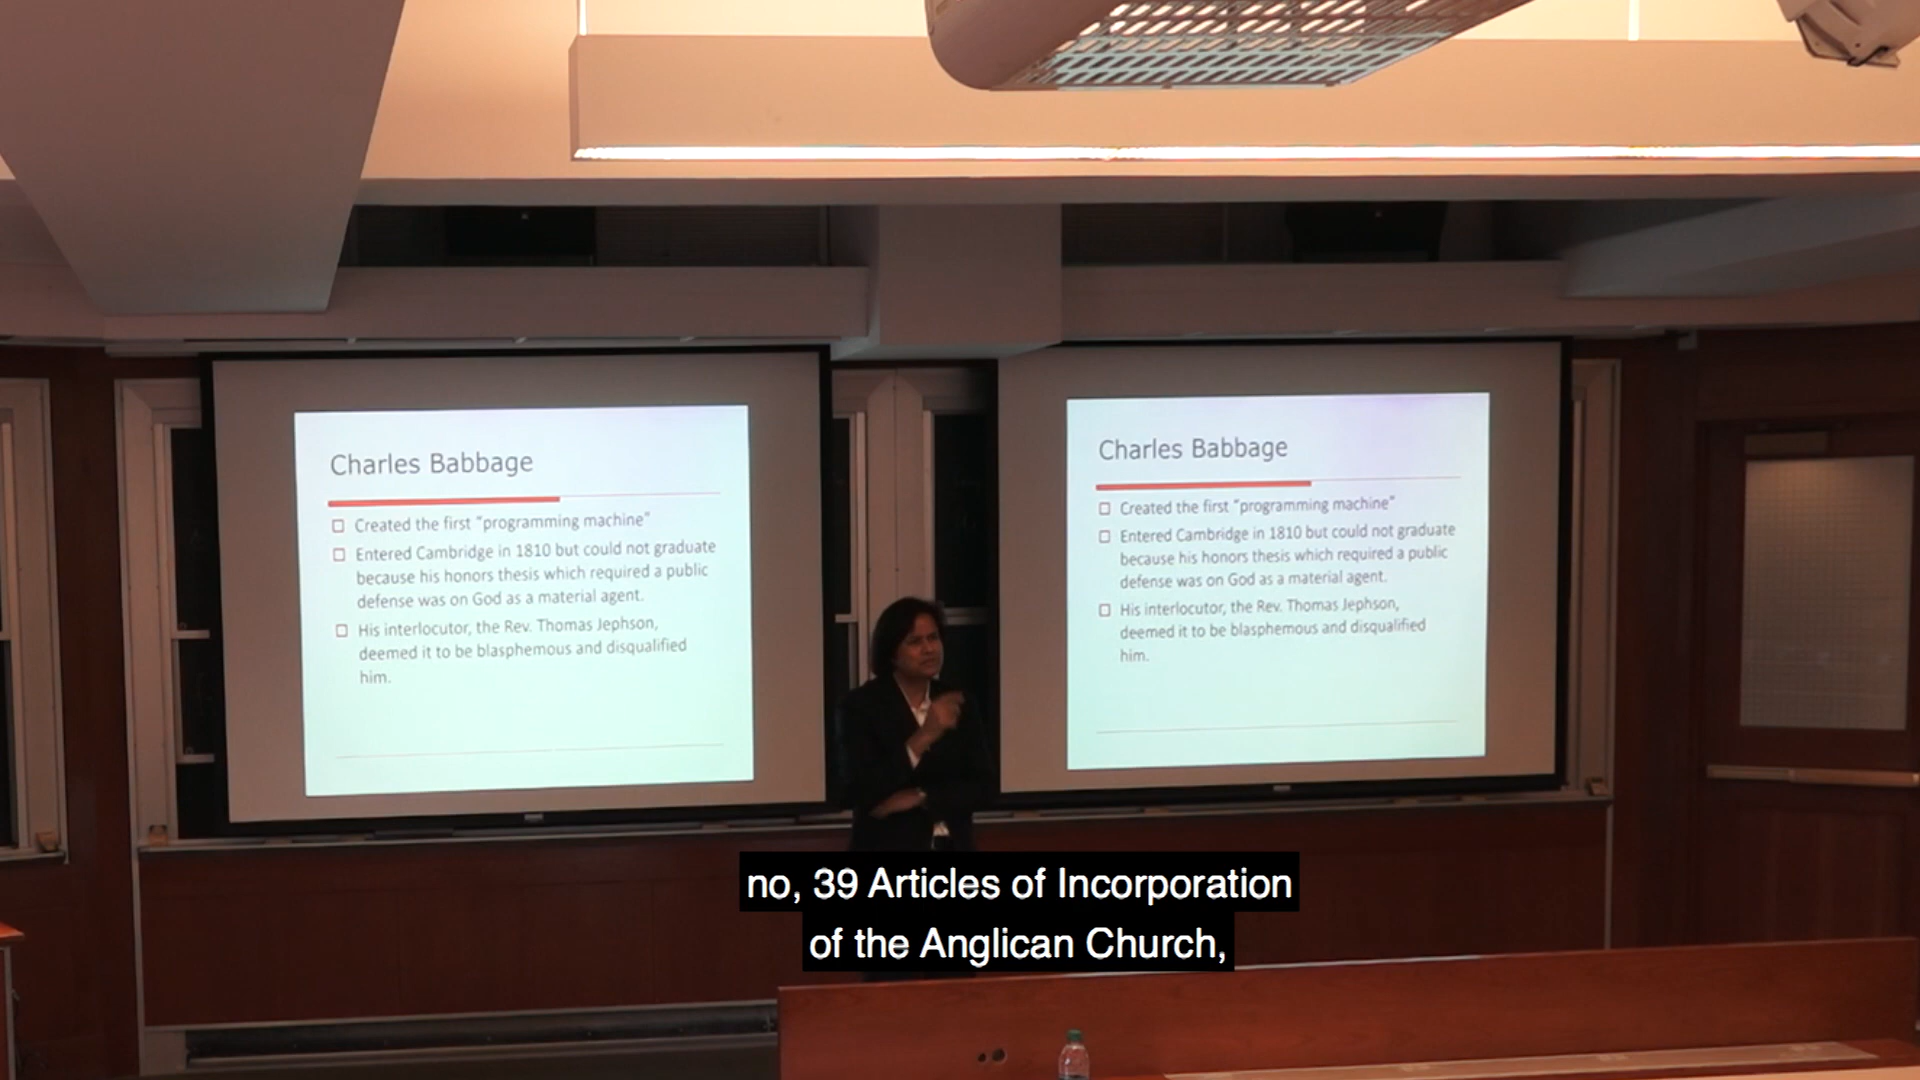 Charles Babbage
Created the first "programming machine"
Entered Cambridge in 1810 but could not graduate
because his honors thesis which required a public
defense was on God as a material agent.
His interlocutor, the Rev. Thomas Jephson,
deemed it to be blasphemous and disqualified
him.
Charles Babbage
Created the first "programming machine"
Entered Cambridge in 1810 but could not graduate
because his honors thesis which required a public
defense was on God as a material agent.
His interlocutor, the Rev. Thomas Jephson,
deemed it to be blasphemous and disqualified
him.
no, 39 Articles of Incorporation
of the Anglican Church,